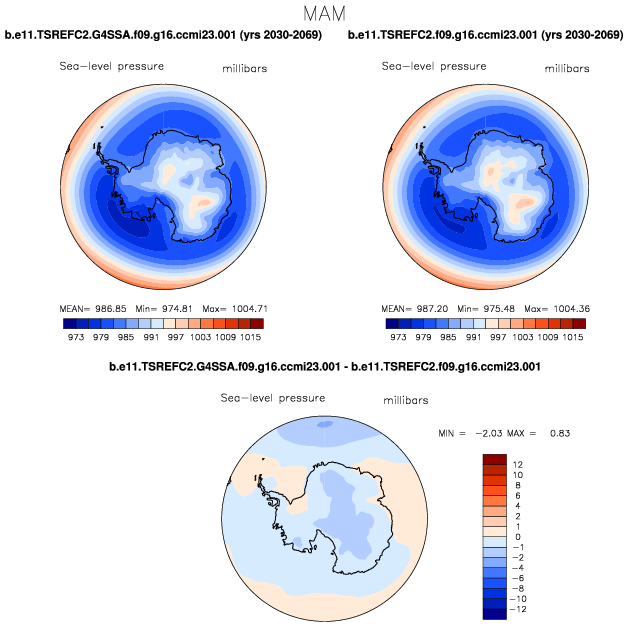 MAM
b.e11.TSREFC2.G4SSA.f09.g16.ccmi23.001 (yrs 2030-2069)
b.e11.TSREFC2.f09.g16.ccmi23.001 (yrs 2030-2069)
Sea-level pressure millibars
Sea-level pressure millibars
MEAN= 986.85 Min= 974.81 Max= 1004.71
MEAN= 987.20 Min= 975.48 Max= 1004.36
973 979 985 991 997 1003 1009 1015
973 979 985 991 997 1003 1009 1015
b.e11.TSREFC2.G4SSA.f09.g16.ccmi23.001 - b.e11.TSREFC2.f09.g16.ccmi23.001
Sea-level pressure millibars
MIN = -2.03 MAX = 0.83
12
10
8
6
4
2
1
0
-1
-2
-4
-6
-8
-10
-12